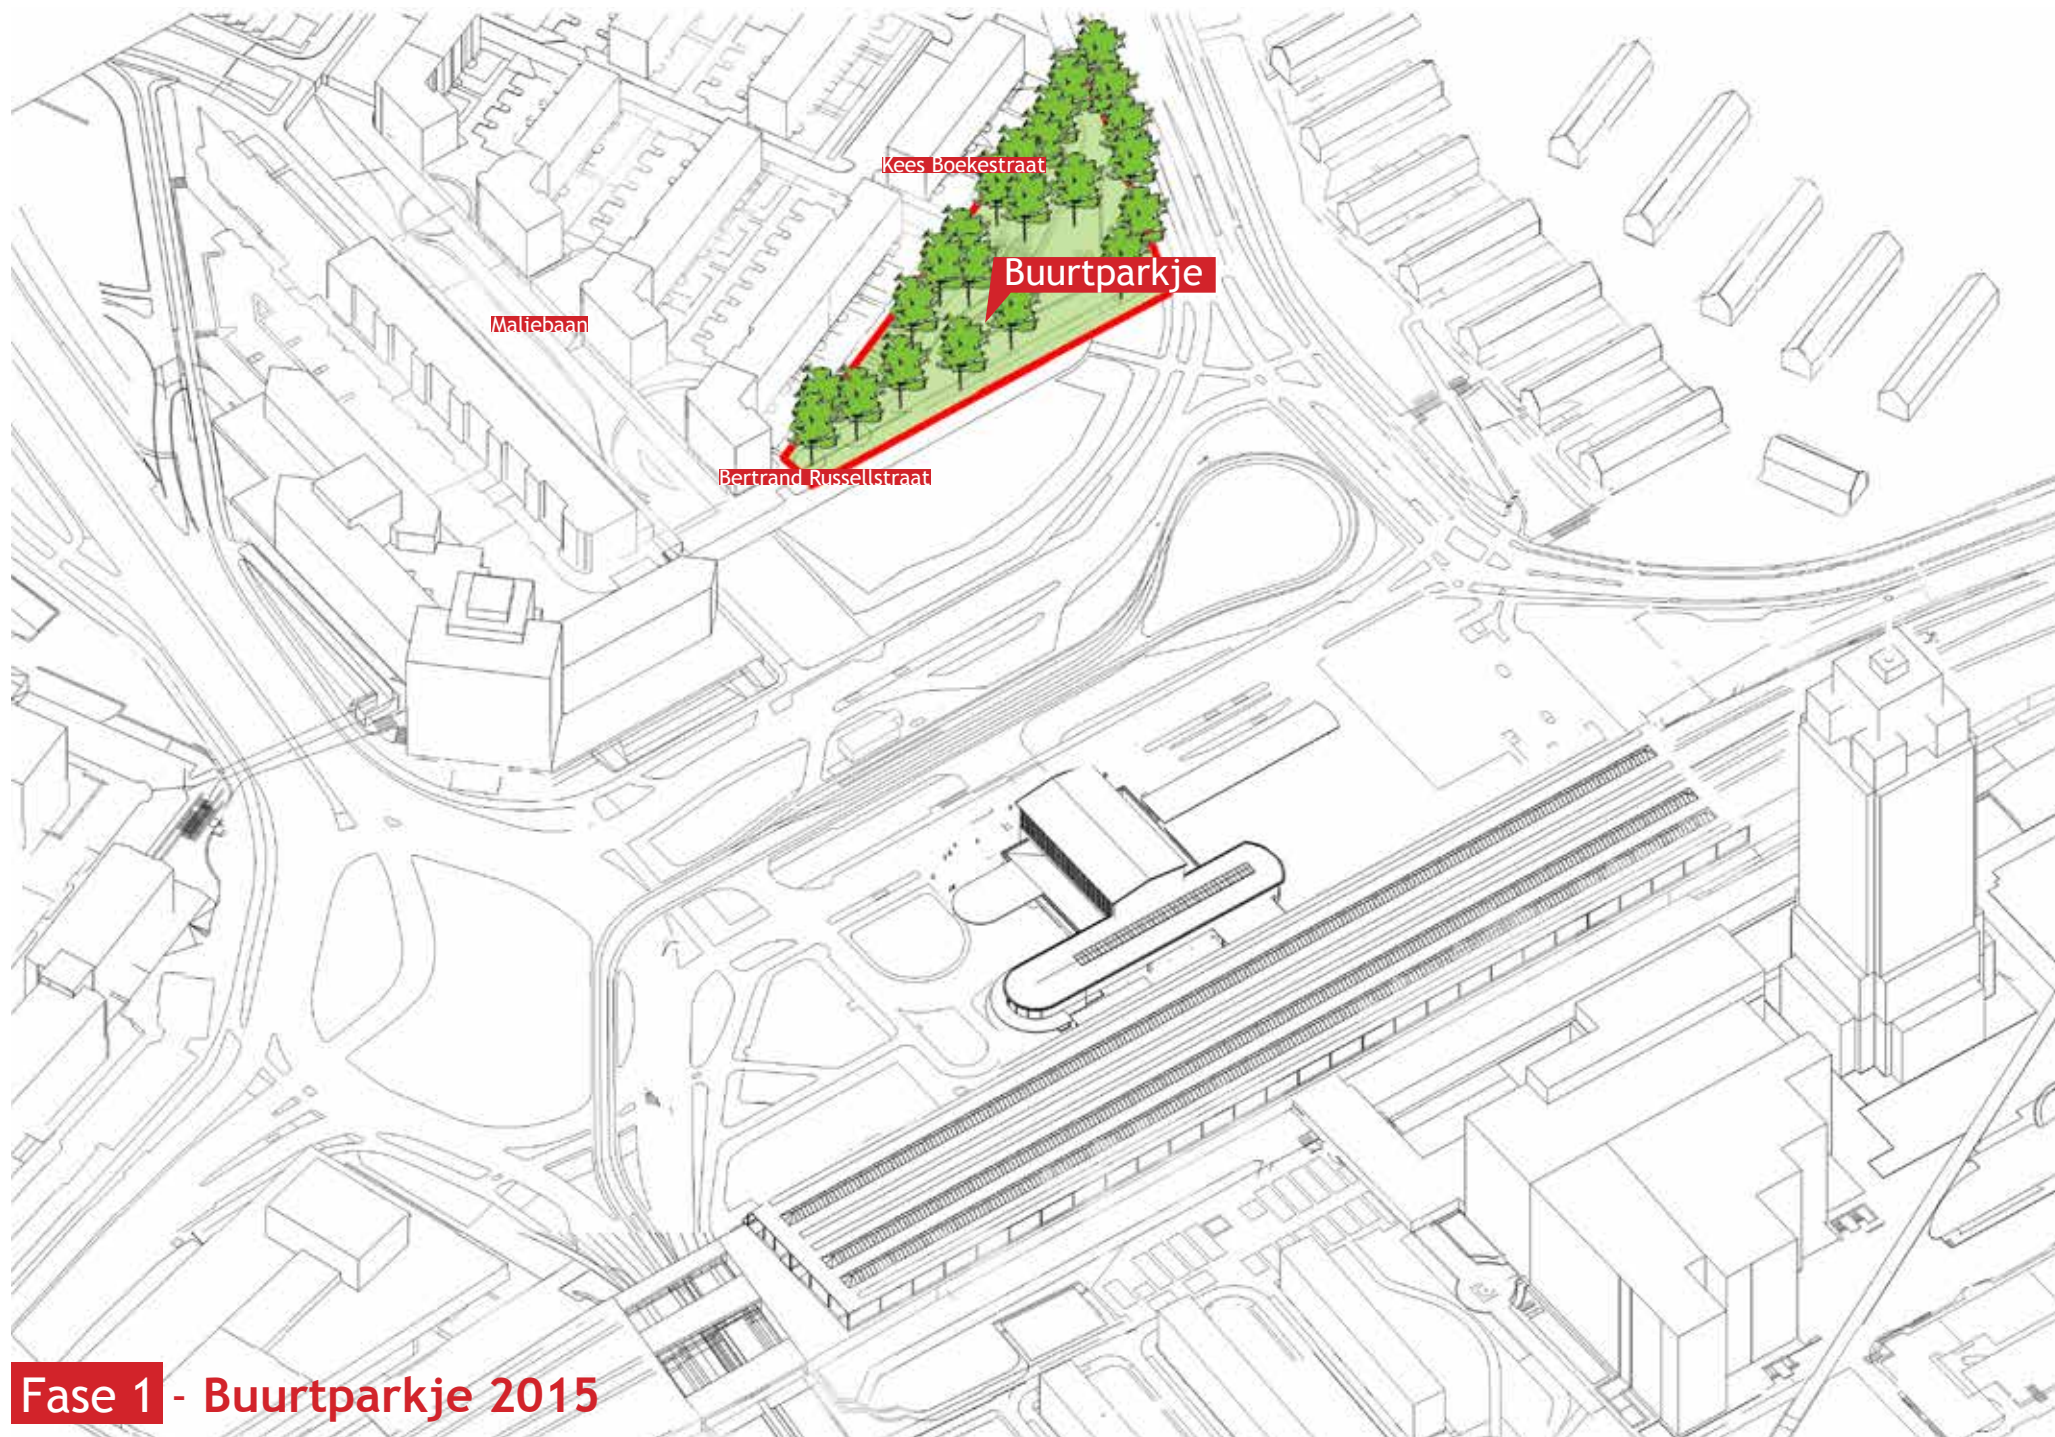 Kees Boekestraat
Buurtparkje
Maliebaan
Bertrand Russellstraat
Fase 1 - Buurtparkje 2015